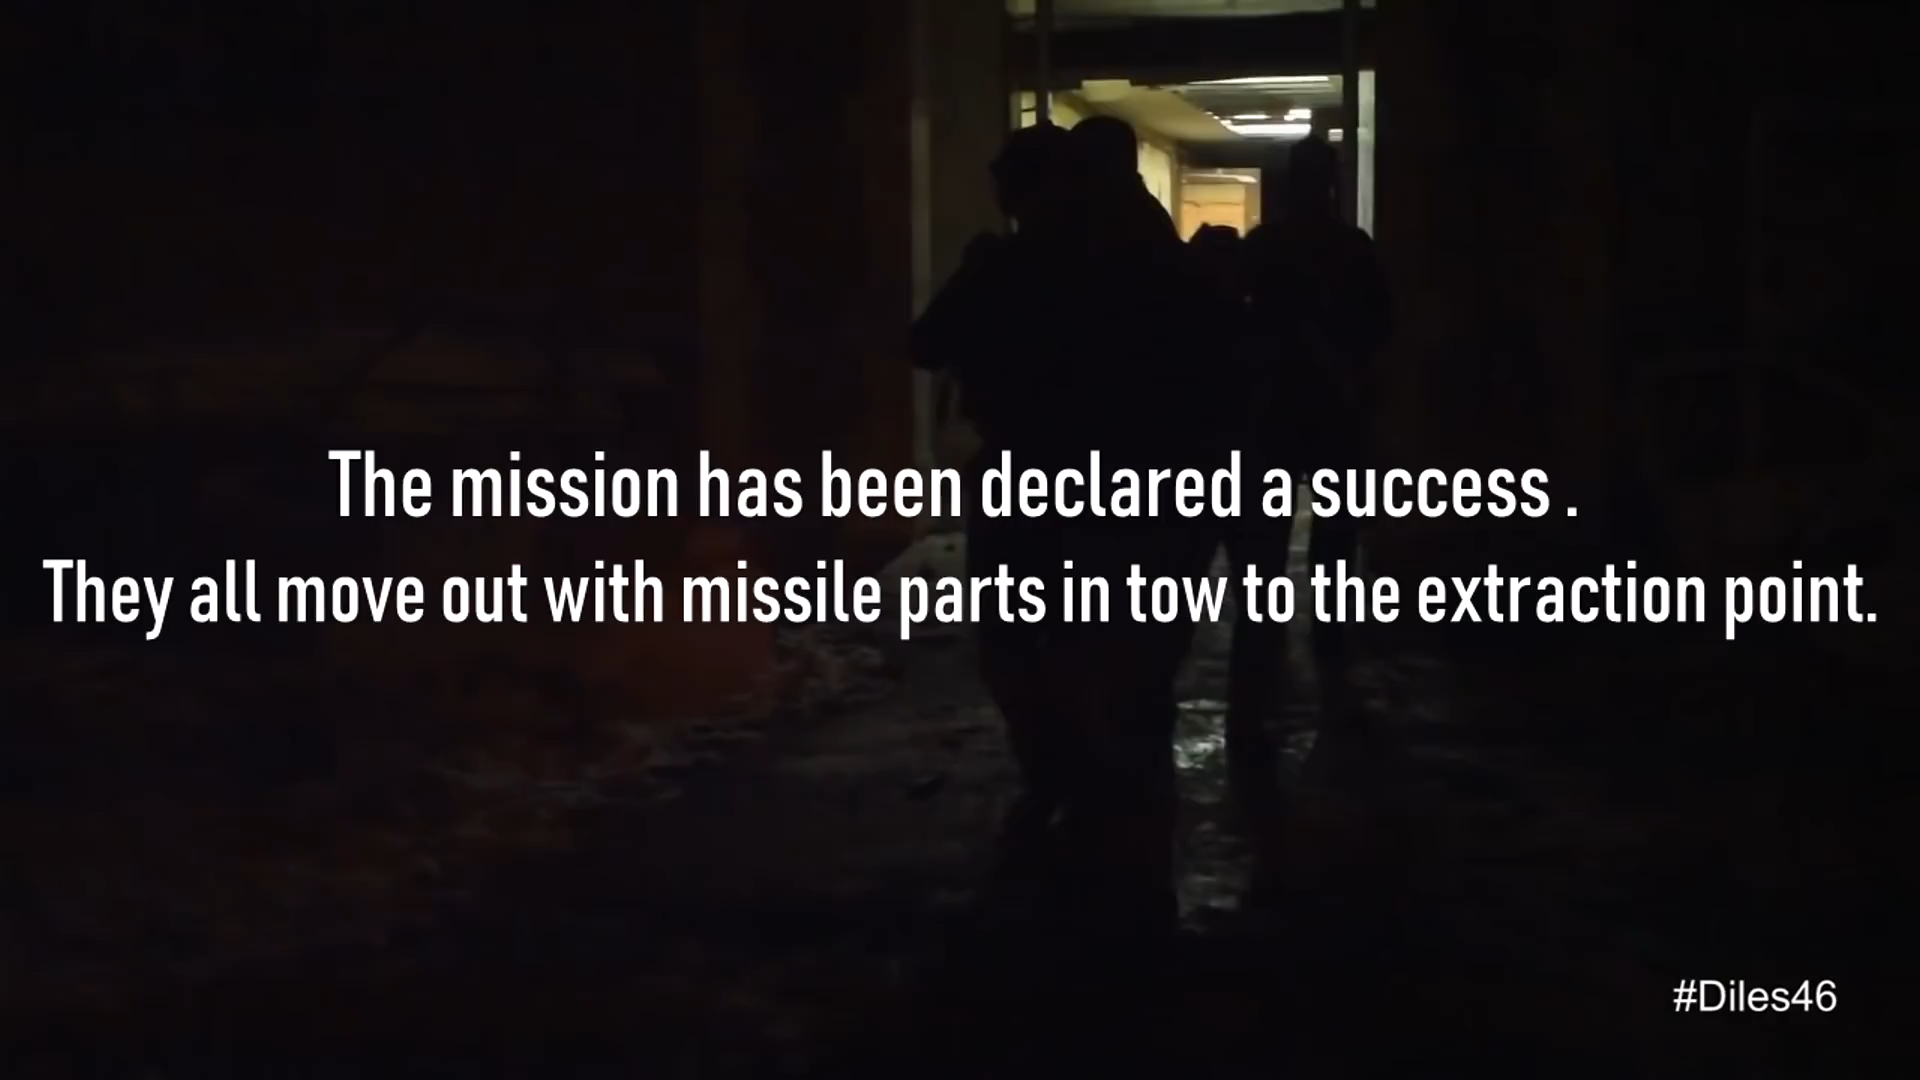 The mission has been declared a success .
They all move out with missile parts in tow to the extraction point.
#Diles46